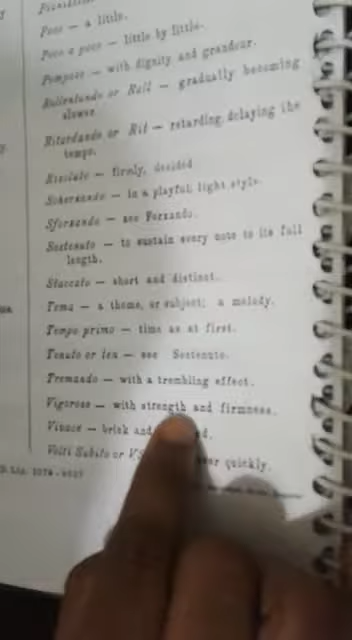 Poco — a little.
Poco a poco — little by little.
Pomposo — with dignity and grandeur.
Rallentando or Rall — gradually becoming
slower.
Ritardando or Rit — retarding, delaying the
tempo.
Risoluto — firmly, decided
Scherzando — in a playful, light style.
Sforzando — see Forzando.
Sostenuto — to sustain every note to its full
length.
Staccato — short and distinct.
Tema — a theme, or subject; a melody.
Tempo primo — time as at first.
Tenuto or ten — see Sostenuto.
Tremando — with a trembling effect.
Vigoroso — with strength and firmness.
Vivace — brisk and
Volti Subito or VS quickly.